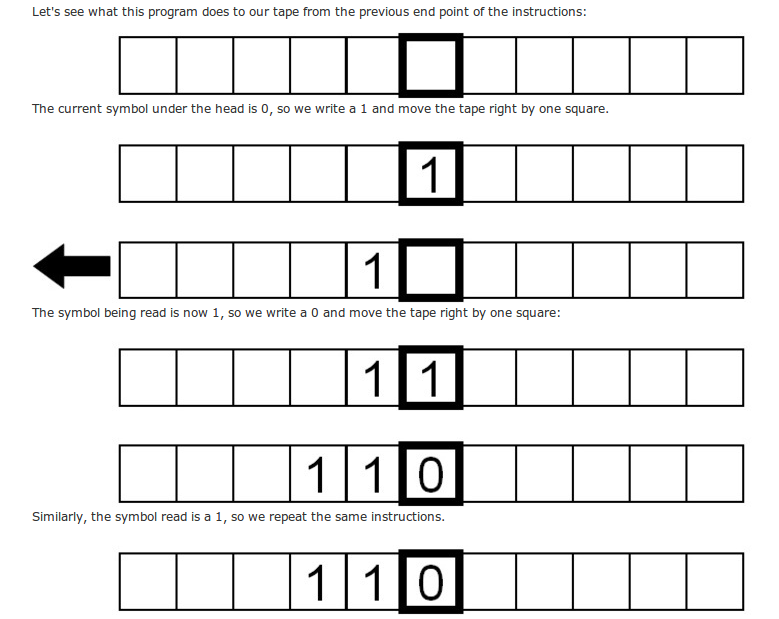 Let's see what this program does to our tape from the previous end point of the instructions:
The current symbol under the head is 0, so we write a 1 and move the tape right by one square.
1
1
The symbol being read is now 1, so we write a 0 and move the tape right by one square:
1 1
1 1 0
Similarly, the symbol read is a 1, so we repeat the same instructions.
1 1 0